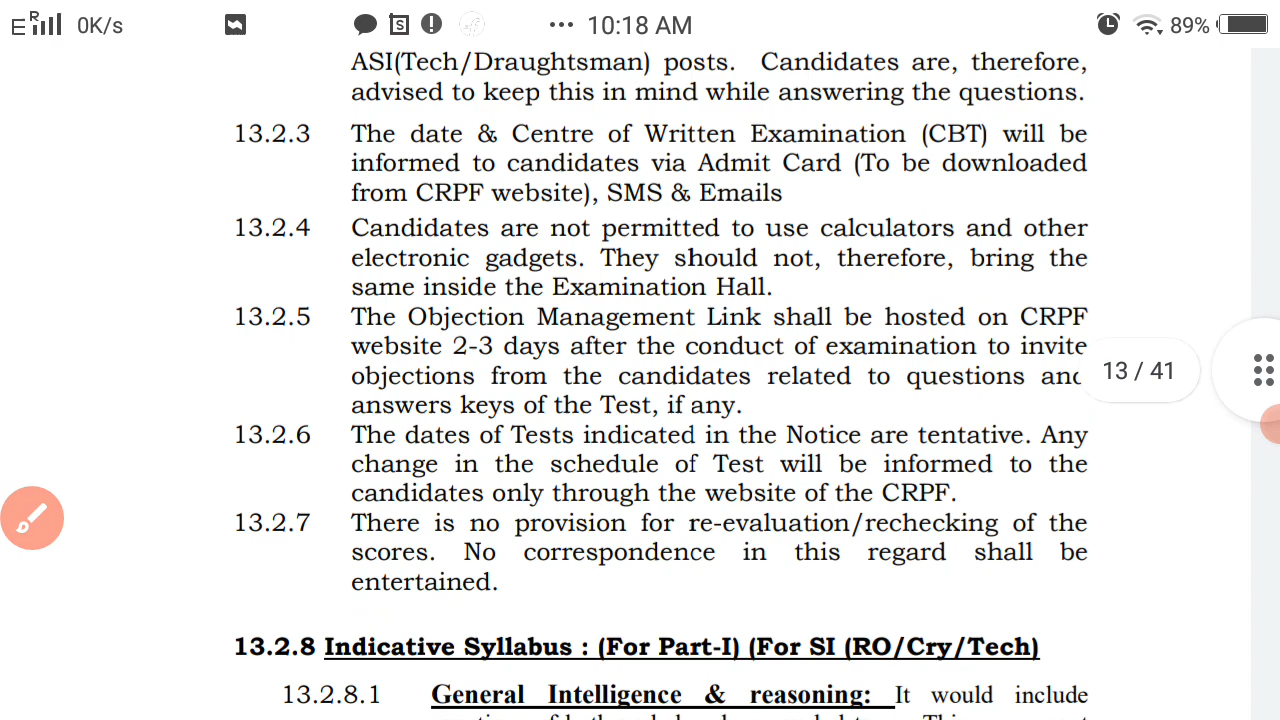 E R 0K/s S ... 10:18 AM 89%
ASI(Tech/Draughtsman) posts. Candidates are, therefore,
advised to keep this in mind while answering the questions.
13.2.3 The date & Centre of Written Examination (CBT) will be
informed to candidates via Admit Card (To be downloaded
from CRPF website), SMS & Emails
13.2.4 Candidates are not permitted to use calculators and other
electronic gadgets. They should not, therefore, bring the
same inside the Examination Hall.
13.2.5 The Objection Management Link shall be hosted on CRPF
website 2-3 days after the conduct of examination to invite
objections from the candidates related to questions and
answers keys of the Test, if any.
13 / 41
13.2.6 The dates of Tests indicated in the Notice are tentative. Any
change in the schedule of Test will be informed to the
candidates only through the website of the CRPF.
13.2.7 There is no provision for re-evaluation/rechecking of the
scores. No correspondence in this regard shall be
entertained.
13.2.8 Indicative Syllabus : (For Part-I) (For SI (RO/Cry/Tech)
13.2.8.1 General Intelligence & reasoning: It would include